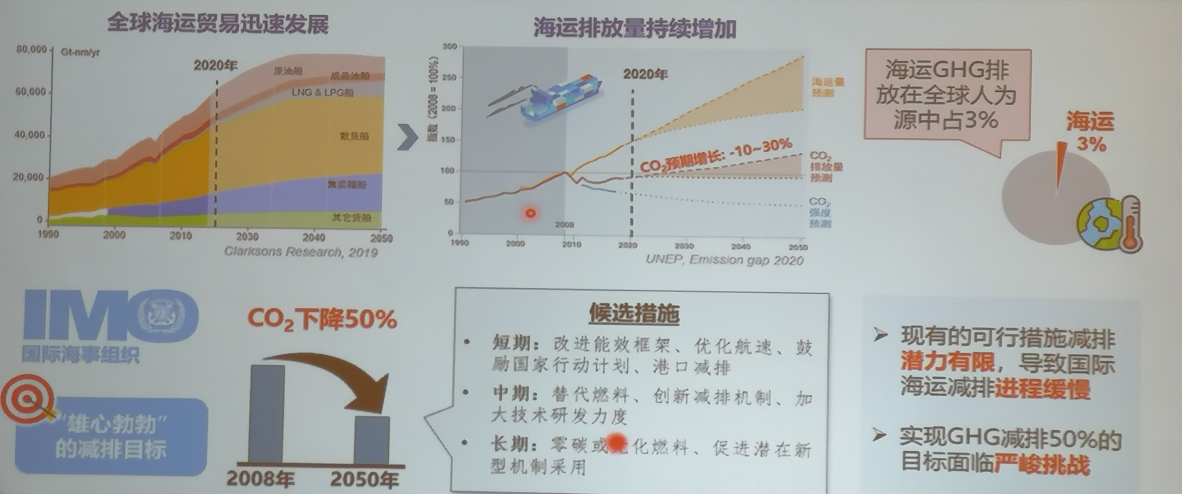 全球海运贸易迅速发展
80,000
Gt-nm/yr
60,000
40,000
20,000
0
2020年
原油船
成品油船
LNG & LPG船
散货船
集装箱船
其它货船
1990
2000
2010
2030
2040
2050
Clarksons Research, 2019
海运排放量持续增加
指数（2008 = 100%）
300
250
200
150
100
50
0
2020年
CO₂预期增长: -10~30%
海运量
预测
CO₂
排放量
预测
CO₂
强度
预测
2008
1990
2000
2010
2020
2030
2040
2050
UNEP, Emission gap 2020
海运GHG排
放在全球人为
源中占3%
海运
3%
IMO
国际海事组织
“雄心勃勃”
的减排目标
CO₂下降50%
2008年
2050年
候选措施
• 短期：改进能效框架、优化航速、鼓
励国家行动计划、港口减排
• 中期：替代燃料、创新减排机制、加
大技术研发力度
• 长期：零碳或 化燃料、促进潜在新
型机制采用
➢ 现有的可行措施减排
潜力有限，导致国际
海运减排进程缓慢
➢ 实现GHG减排50%的
目标面临严峻挑战